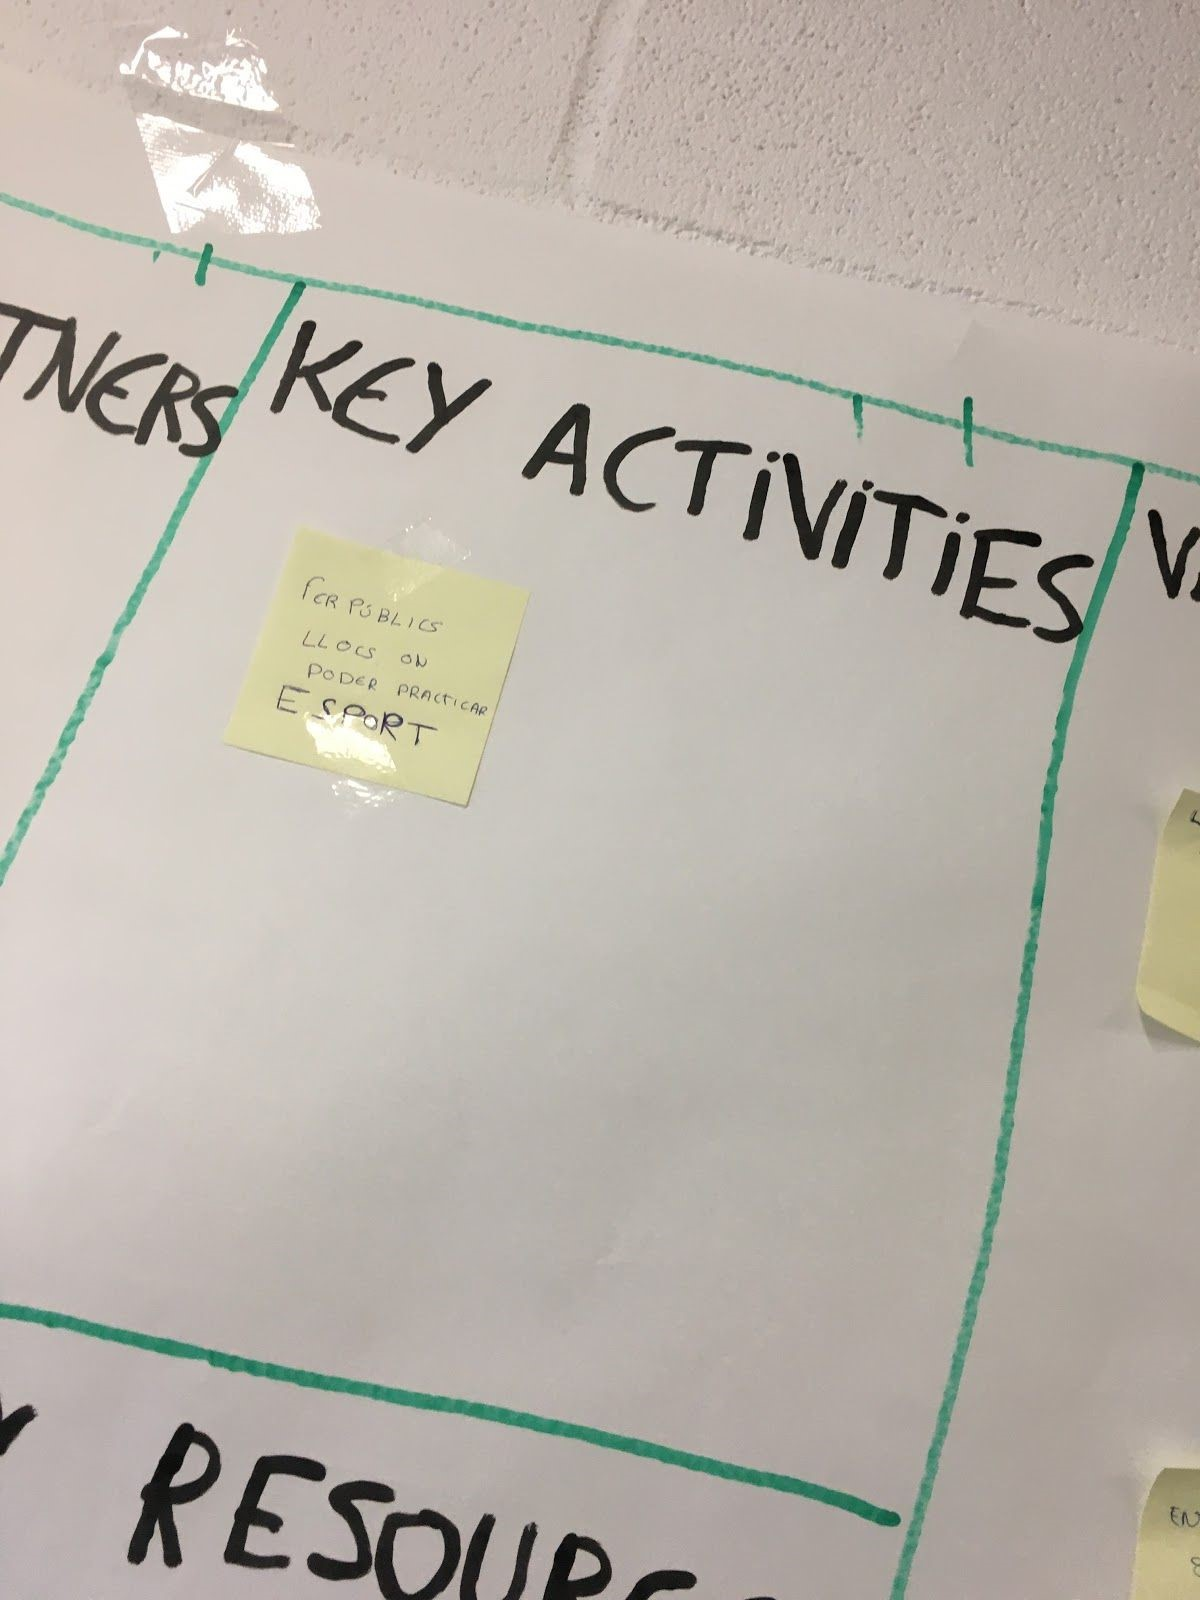 TNERS
KEY ACTIVITIES
FER PÚBLICS
LLOCS ON
PODER PRACTICAR
ESPORT
RESOUR